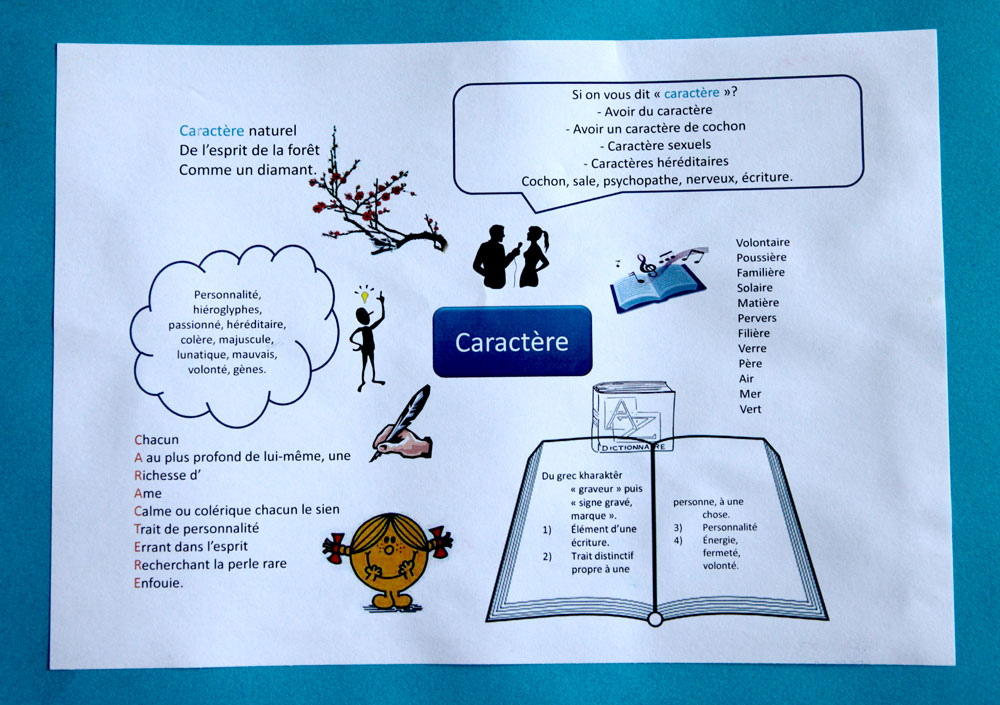 Caractère naturel
De l'esprit de la forêt
Comme un diamant.
Si on vous dit « caractère »?
- Avoir du caractère
- Avoir un caractère de cochon
- Caractère sexuels
- Caractères héréditaires
Cochon, sale, psychopathe, nerveux, écriture.
Personnalité,
hiéroglyphes,
passionné, héréditaire,
colère, majuscule,
lunatique, mauvais,
volonté, gènes.
Caractère
Volontaire
Poussière
Familière
Solaire
Matière
Pervers
Filière
Verre
Père
Air
Mer
Vert
Chacun
A au plus profond de lui-même, une
Richesse d'
Ame
Calme ou colérique chacun le sien
Trait de personnalité
Errant dans l'esprit
Recherchant la perle rare
Enfouie.
A
Z
DICTIONNAIRE
Du grec kharaktêr
« graveur » puis
« signe gravé,
marque ».
1) Élément d'une
écriture.
2) Trait distinctif
propre à une
personne, à une
chose.
3) Personnalité
4) Énergie,
fermeté,
volonté.